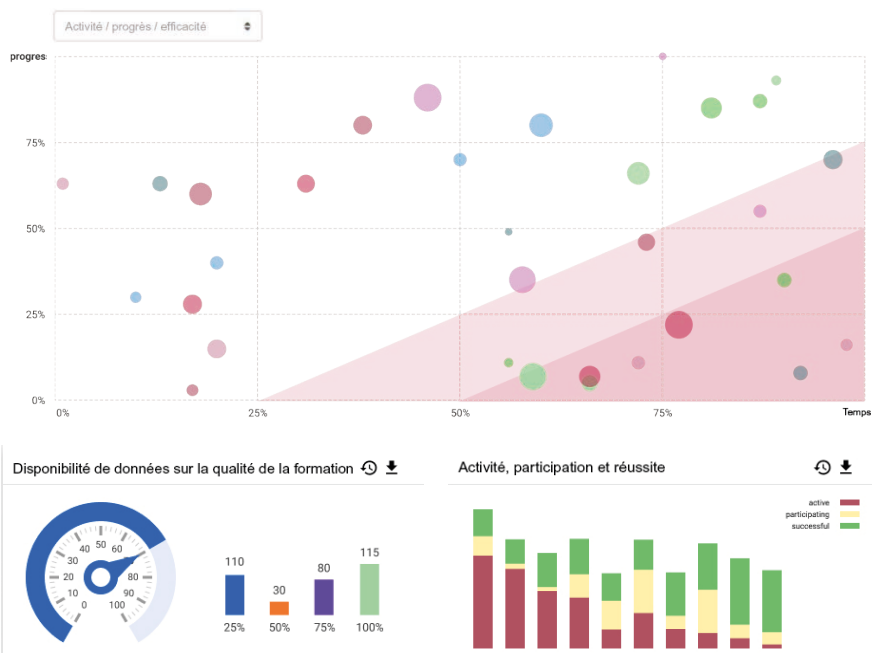 Activité / progrès / efficacité
progres
75%
50%
25%
0%
0% 25% 50% 75% Temps
Disponibilité de données sur la qualité de la formation
0 10 20 30 40 50 60 80 90 100
110 30 80 115
25% 50% 75% 100%
Activité, participation et réussite
active
participating
successful